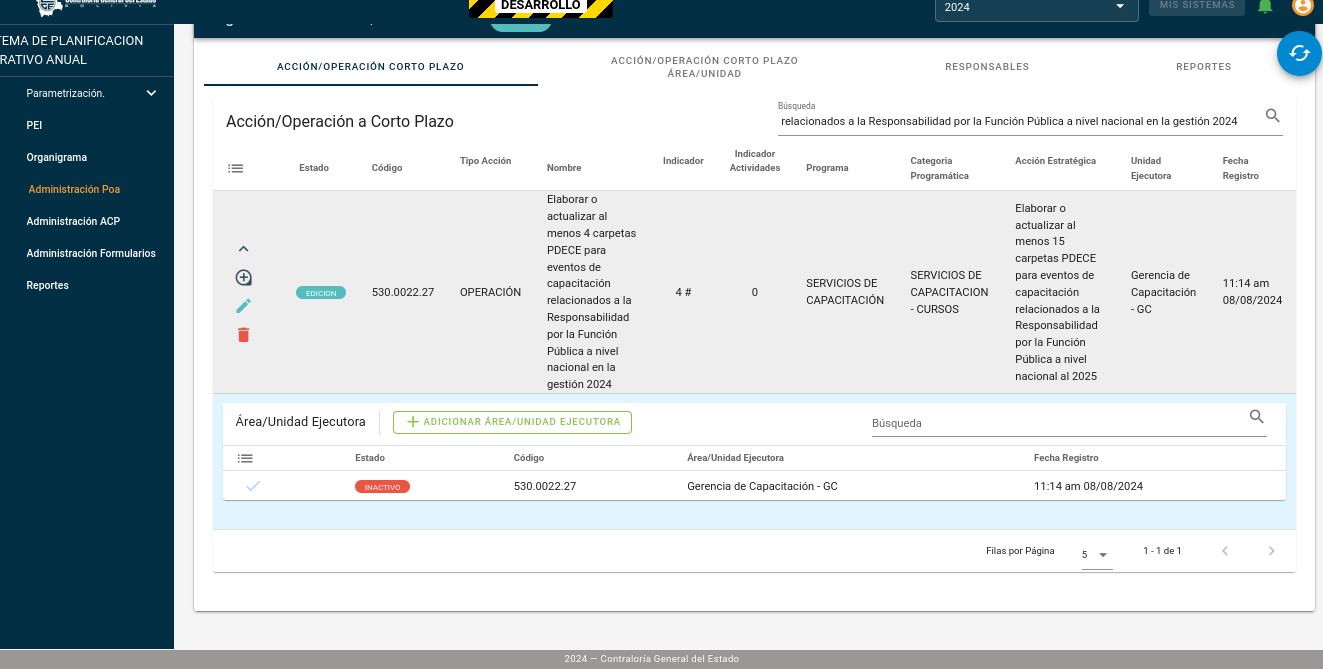 Contraloría General del Estado
B O L I V I A
DESARROLLO
2024
MIS SISTEMAS
TEMA DE PLANIFICACION
RATIVO ANUAL
Parametrización.
PEI
Organigrama
Administración Poa
Administración ACP
Administración Formularios
Reportes
ACCIÓN/OPERACIÓN CORTO PLAZO
ACCIÓN/OPERACIÓN CORTO PLAZO
ÁREA/UNIDAD
RESPONSABLES
REPORTES
Acción/Operación a Corto Plazo
Búsqueda
relacionados a la Responsabilidad por la Función Pública a nivel nacional en la gestión 2024
Estado
Código
Tipo Acción
Nombre
Indicador
Indicador
Actividades
Programa
Categoria
Programática
Acción Estratégica
Unidad
Ejecutora
Fecha
Registro
EDICION
530.0022.27
OPERACIÓN
Elaborar o
actualizar al
menos 4 carpetas
PDECE para
eventos de
capacitación
relacionados a la
Responsabilidad
por la Función
Pública a nivel
nacional en la
gestión 2024
4 #
0
SERVICIOS DE
CAPACITACIÓN
SERVICIOS DE
CAPACITACION
- CURSOS
Elaborar o
actualizar al
menos 15
carpetas PDECE
para eventos de
capacitación
relacionados a la
Responsabilidad
por la Función
Pública a nivel
nacional al 2025
Gerencia de
Capacitación
- GC
11:14 am
08/08/2024
Área/Unidad Ejecutora
ADICIONAR ÁREA/UNIDAD EJECUTORA
Búsqueda
Estado
Código
Área/Unidad Ejecutora
Fecha Registro
INACTIVO
530.0022.27
Gerencia de Capacitación - GC
11:14 am 08/08/2024
Filas por Página
5
1 - 1 de 1
2024 — Contraloría General del Estado